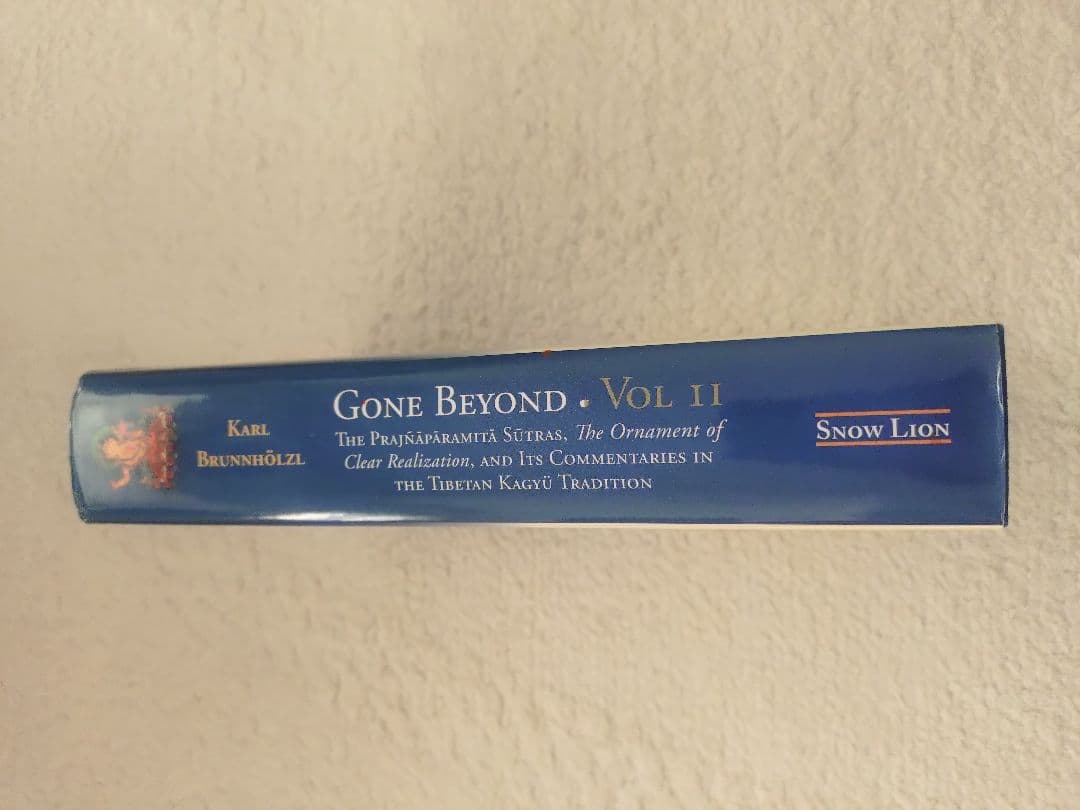 Karl
Brunnhölzl
Gone Beyond • Vol II
The Prajñāpāramitā Sūtras, The Ornament of
Clear Realization, and Its Commentaries in
the Tibetan Kagyü Tradition
Snow Lion